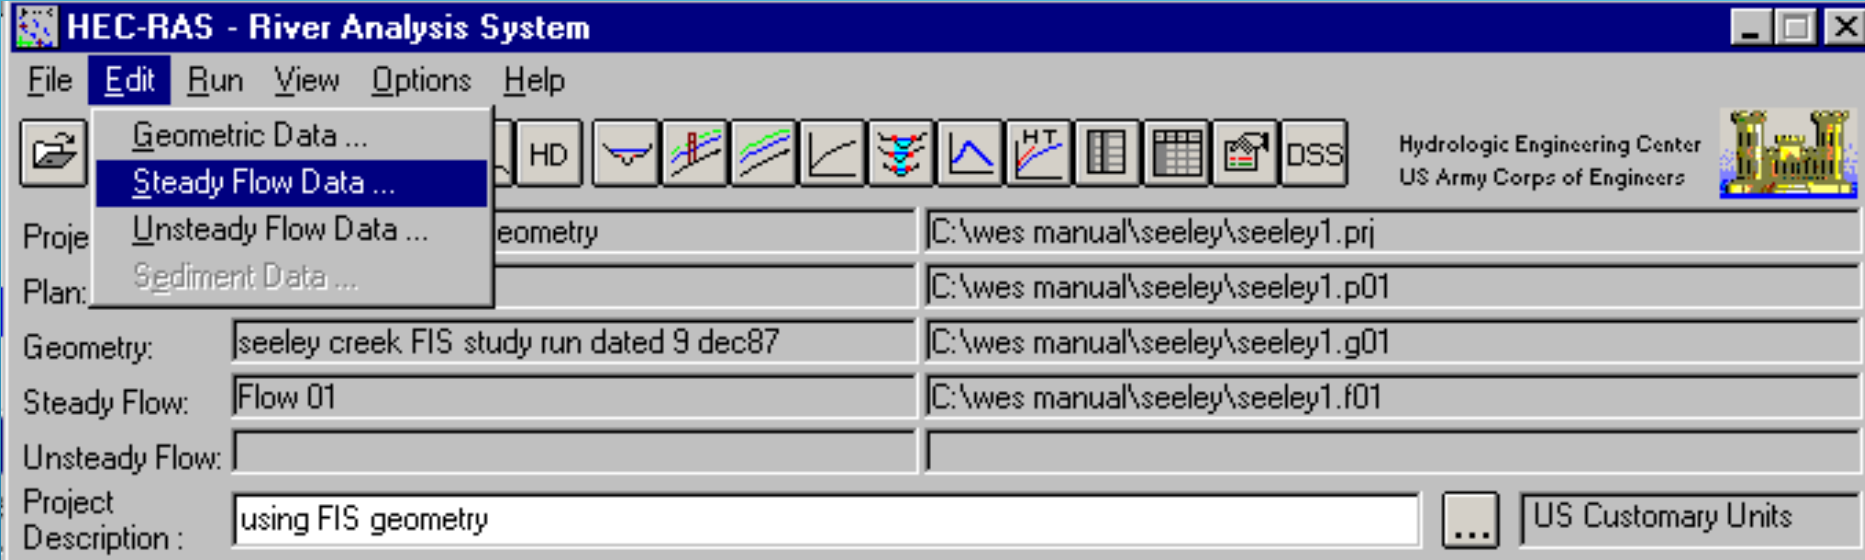 HEC-RAS - River Analysis System
File Edit Run View Options Help
Geometric Data ...
Steady Flow Data ...
Unsteady Flow Data ...
Sediment Data ...
HD
H T
DSS
Hydrologic Engineering Center
US Army Corps of Engineers
Proje eometry C:\wes manual\seeley\seeley1.prj
Plan: C:\wes manual\seeley\seeley1.p01
Geometry: seeley creek FIS study run dated 9 dec87 C:\wes manual\seeley\seeley1.g01
Steady Flow: Flow 01 C:\wes manual\seeley\seeley1.f01
Unsteady Flow:
Project
Description : using FIS geometry ... US Customary Units